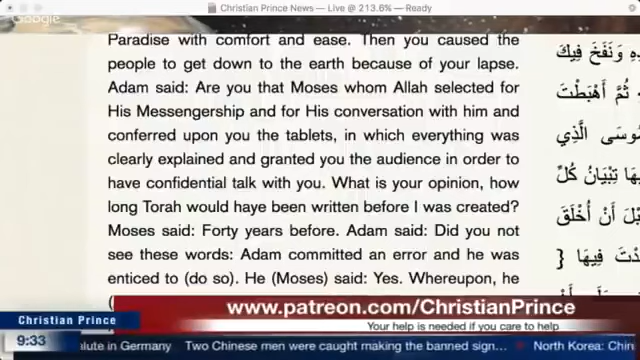 Christian Prince News — Live @ 213.6% — Ready
Google
Paradise with comfort and ease. Then you caused the
people to get down to the earth because of your lapse.
Adam said: Are you that Moses whom Allah selected for
His Messengership and for His conversation with him and
conferred upon you the tablets, in which everything was
clearly explained and granted you the audience in order to
have confidential talk with you. What is your opinion, how
long Torah would haye been written before I was created?
Moses said: Forty years before. Adam said: Did you not
see these words: Adam committed an error and he was
enticed to (do so). He (Moses) said: Yes. Whereupon, he
دِهِ وَنَفَخَ فِيكَ
ثُمَّ أَهْبَطْتَ
مُوسَى الَّذِي
يهَا تِبْيَانُ كُلِّ
بْلَ أَنْ أُخْلَقَ
دْتَ فِيهَا {
www.patreon.com/ChristianPrince
Your help is needed if you care to help
Christian Prince
9:33
alute in Germany Two Chinese men were caught making the banned sign... North Korea: Chin